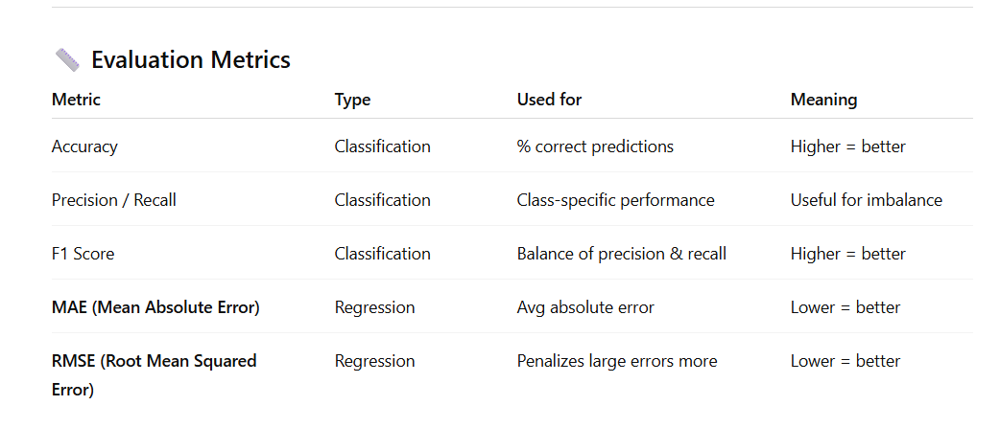 Evaluation Metrics
Metric Type Used for Meaning
Accuracy Classification % correct predictions Higher = better
Precision / Recall Classification Class-specific performance Useful for imbalance
F1 Score Classification Balance of precision & recall Higher = better
MAE (Mean Absolute Error) Regression Avg absolute error Lower = better
RMSE (Root Mean Squared Regression Penalizes large errors more Lower = better
Error)